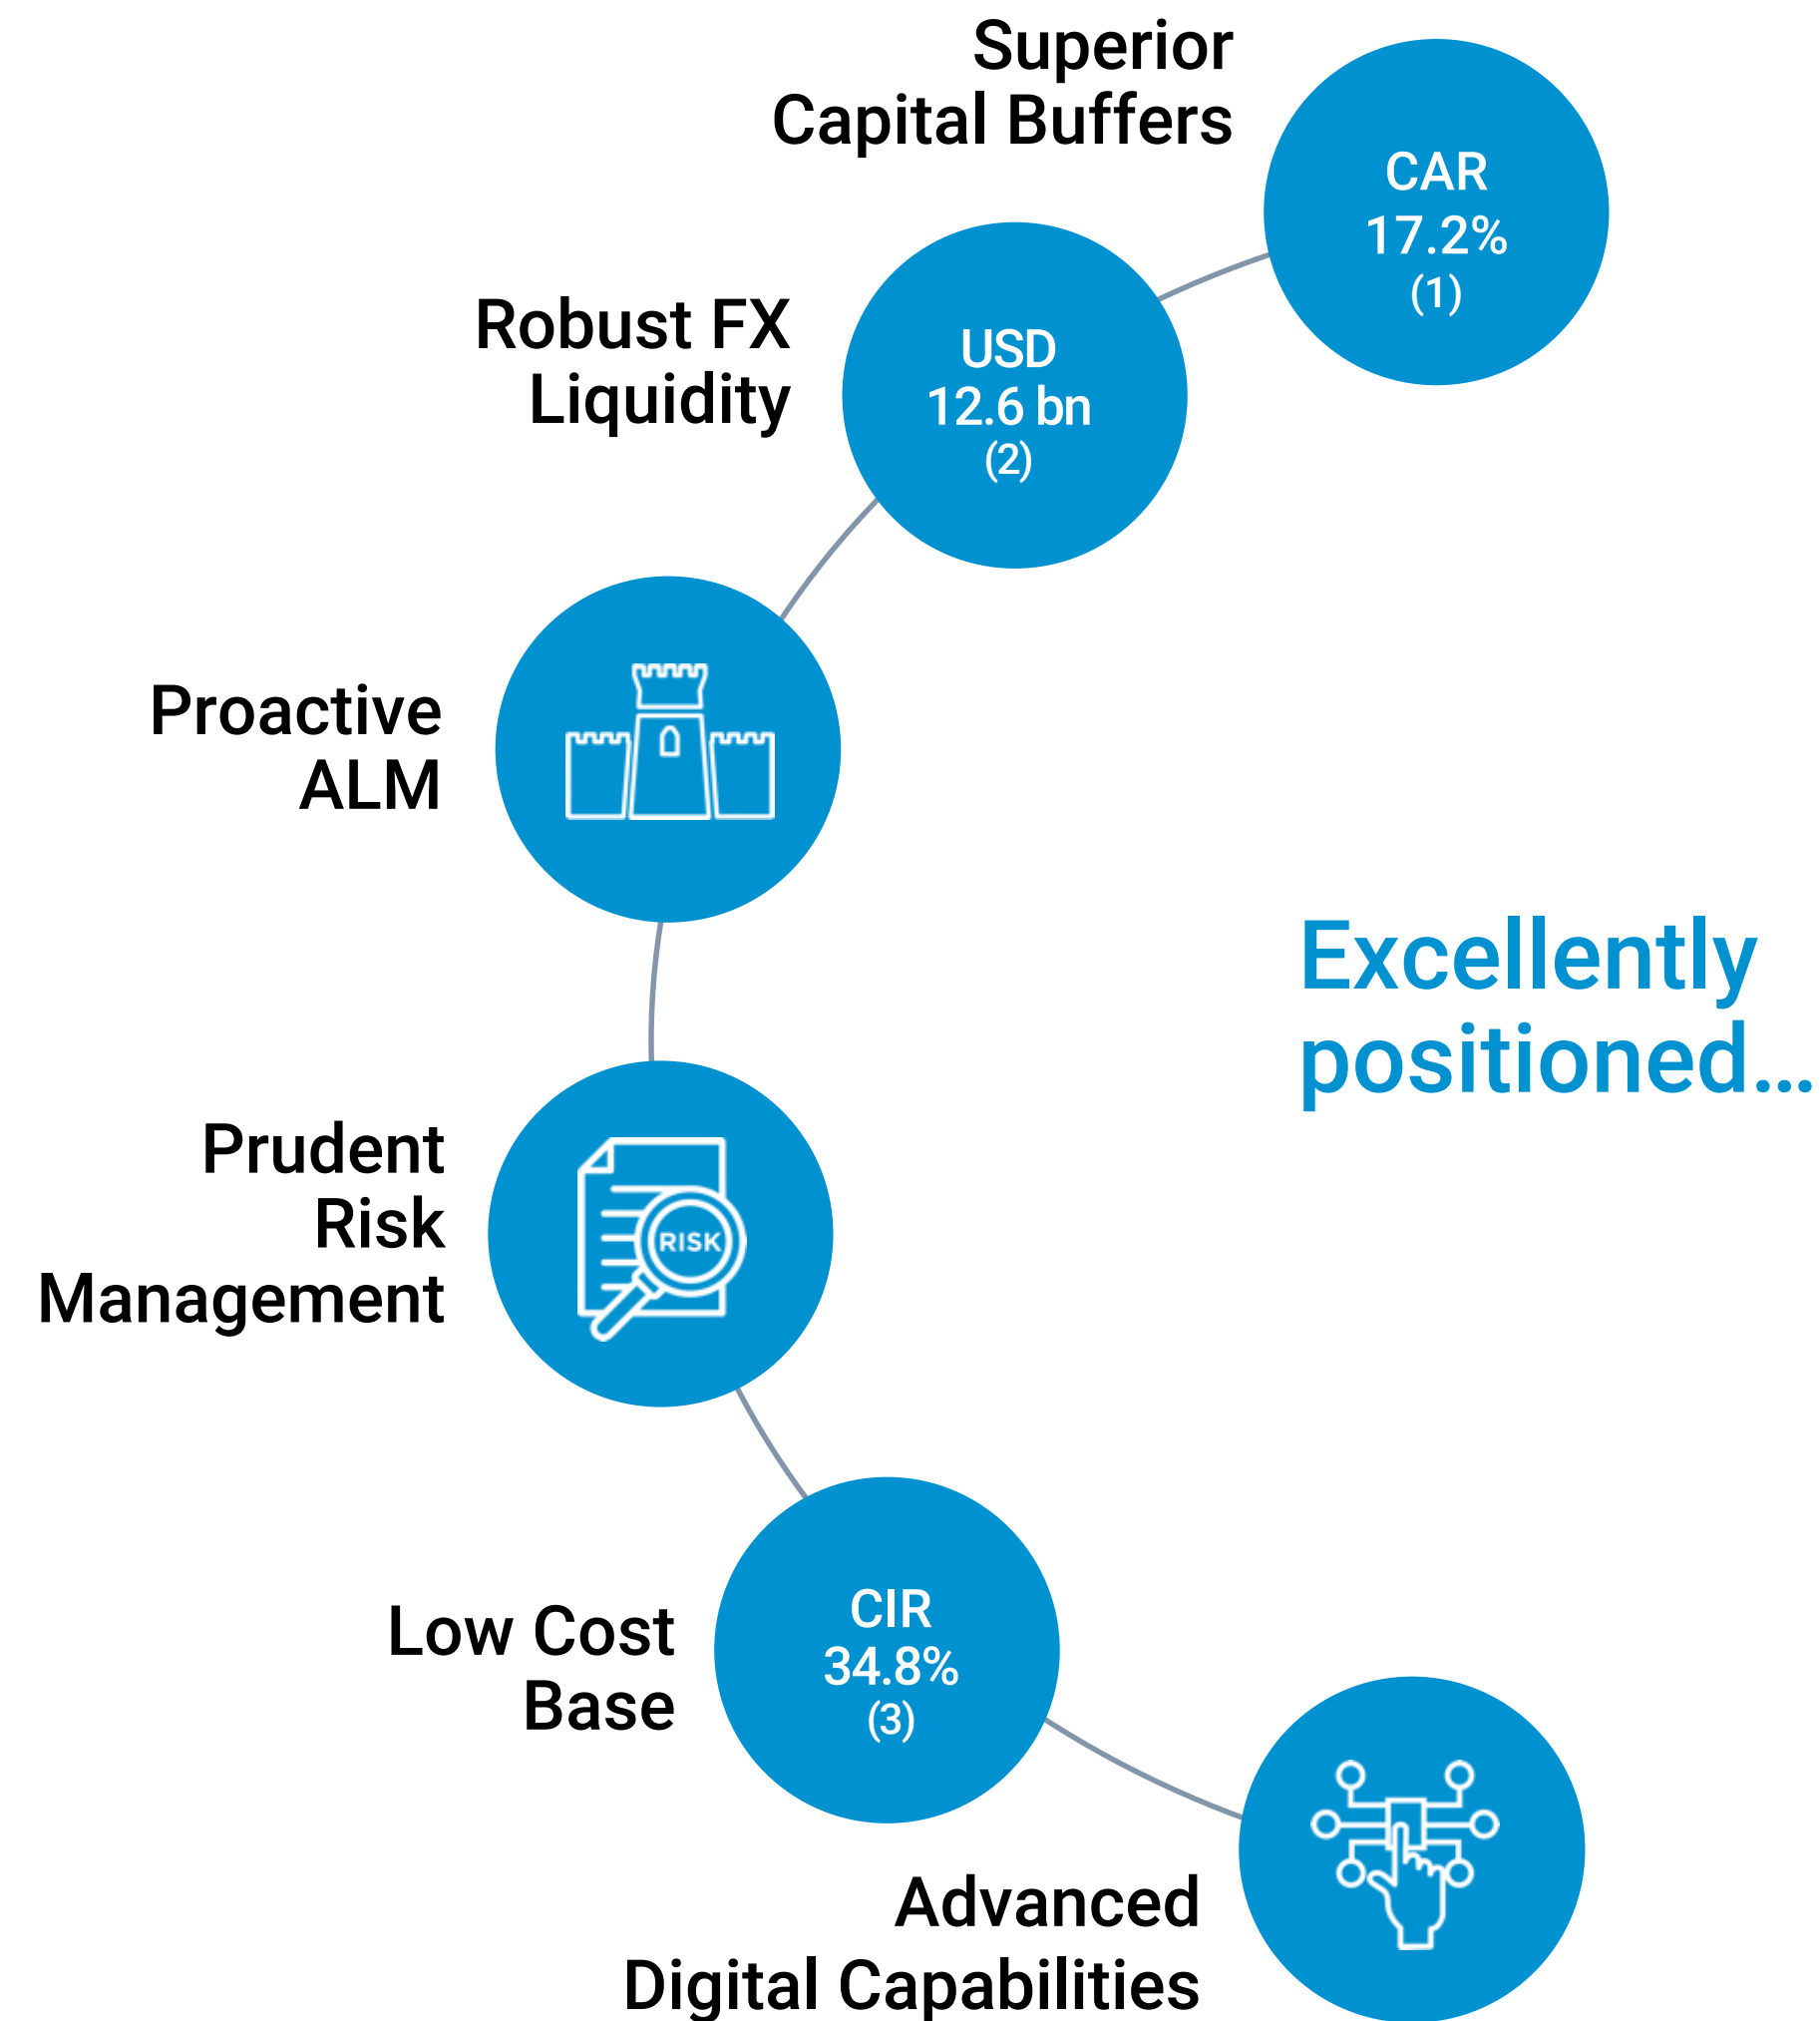 Superior
Capital Buffers
CAR
17.2%
(1)
Robust FX
Liquidity
USD
12.6 bn
(2)
Proactive
ALM
Excellently
positioned...
Prudent
Risk
Management
RISK
Low Cost
Base
CIR
34.8%
(3)
Advanced
Digital Capabilities